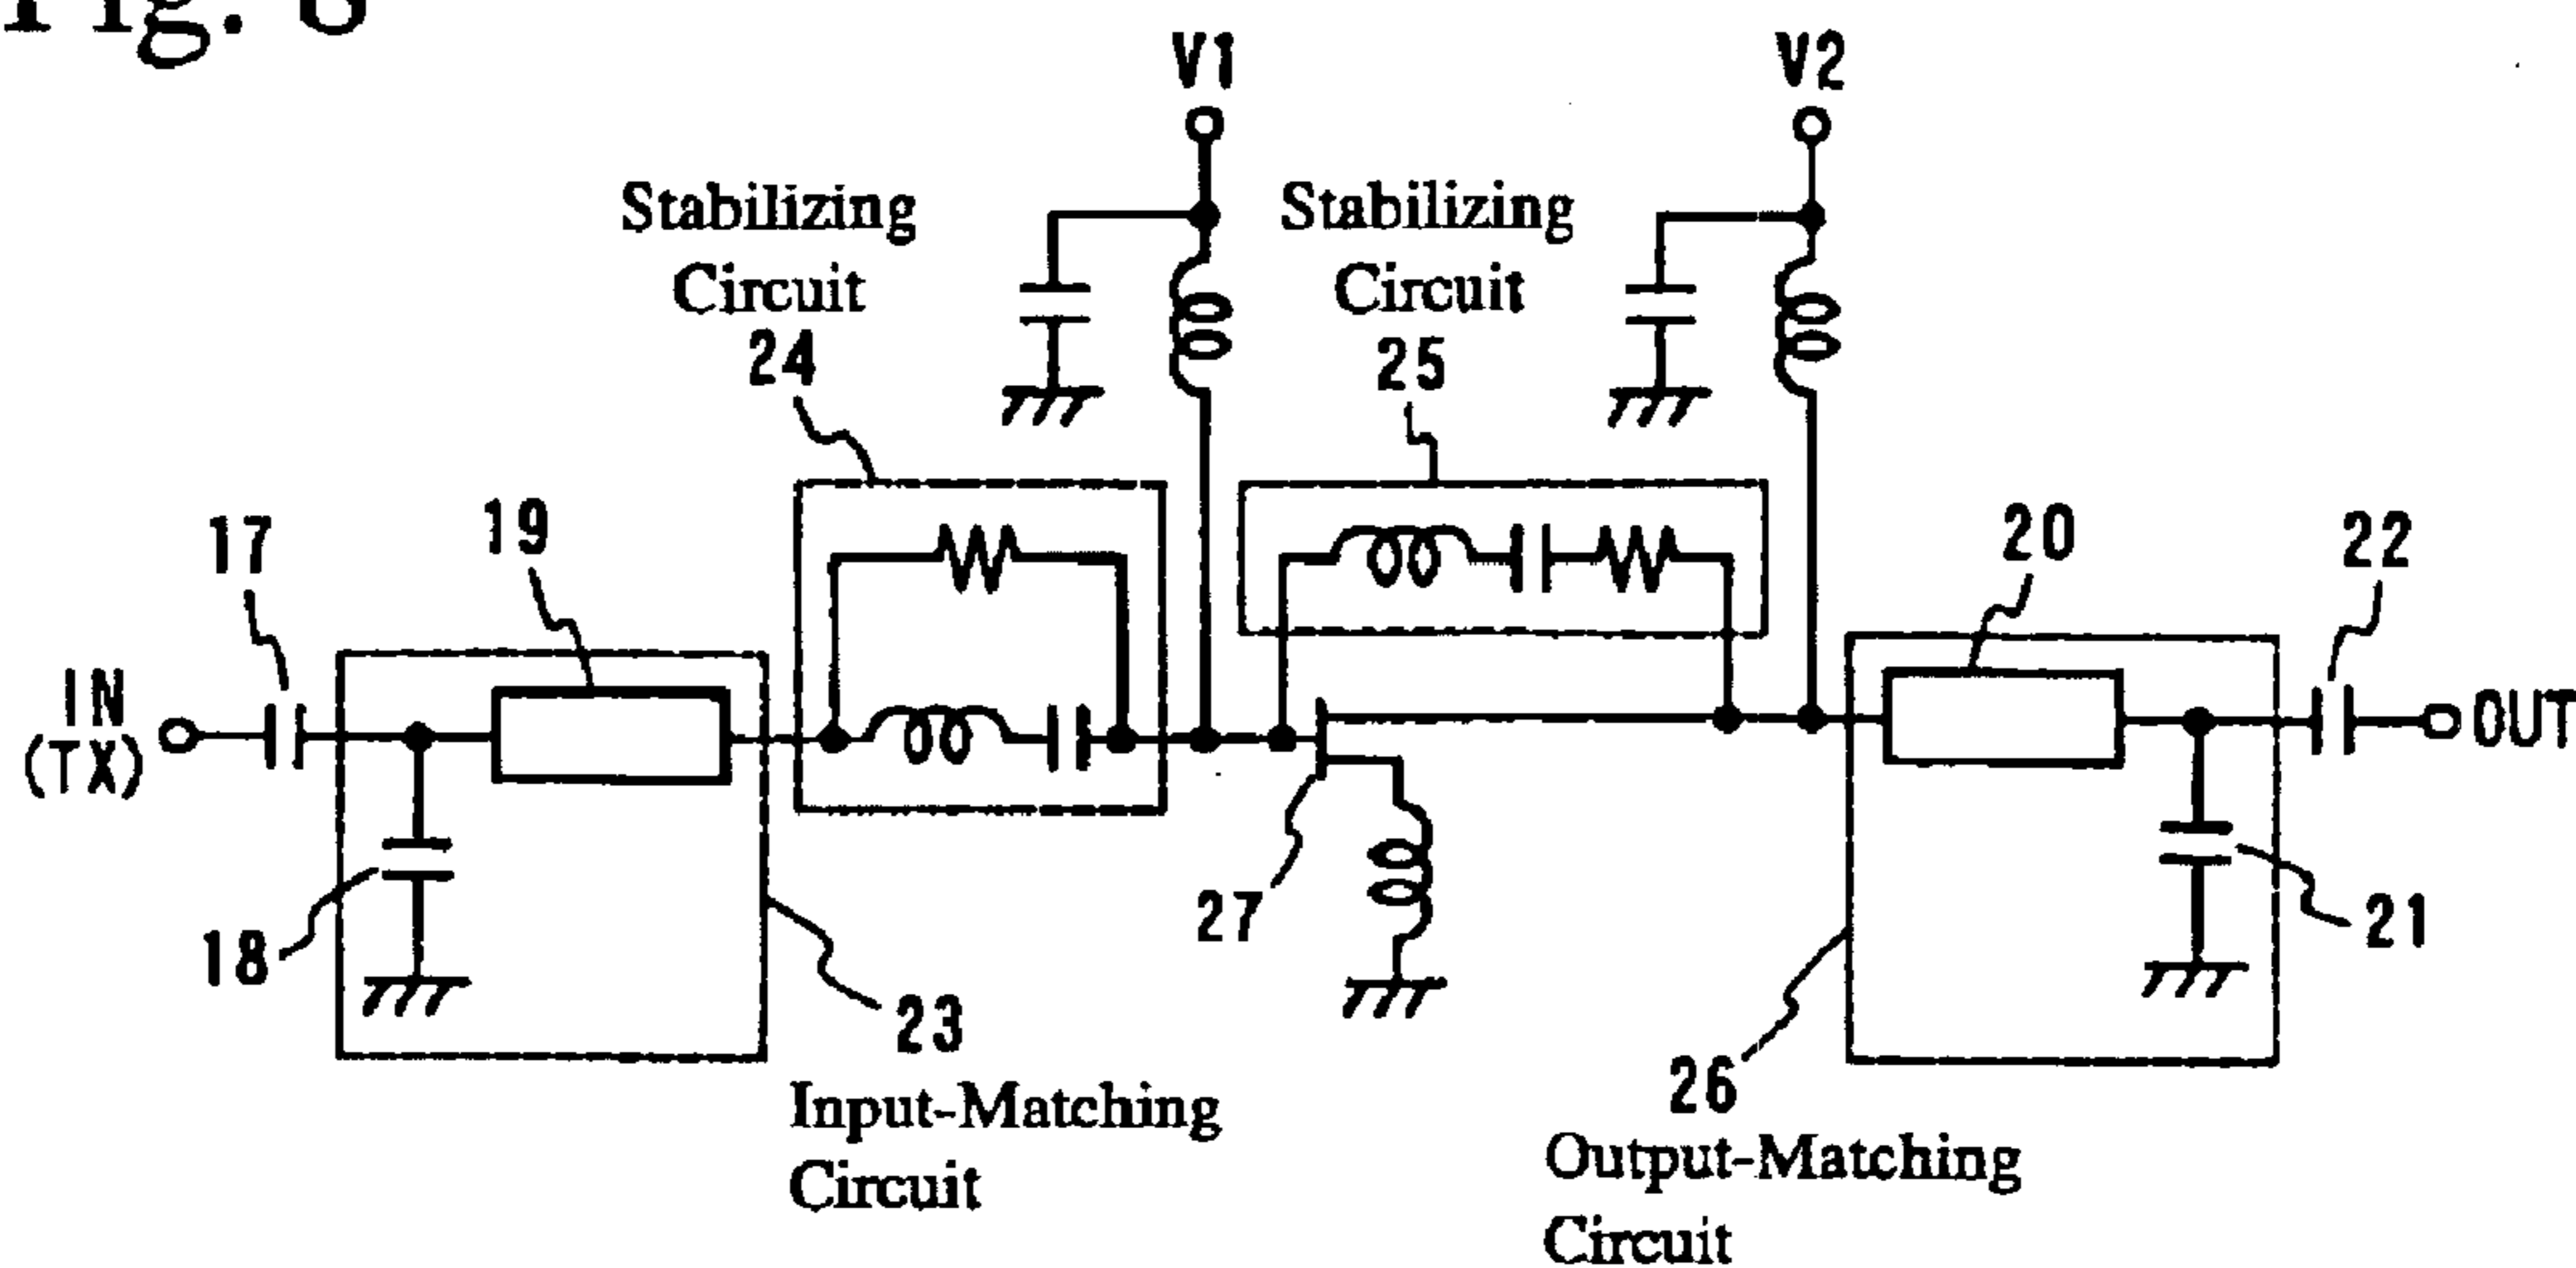 Fig. 8
V1
V2
Stabilizing
Circuit
24
Stabilizing
Circuit
25
17
19
20
22
IN
(TX)
OUT
18
23
Input-Matching
Circuit
27
26
Output-Matching
Circuit
21